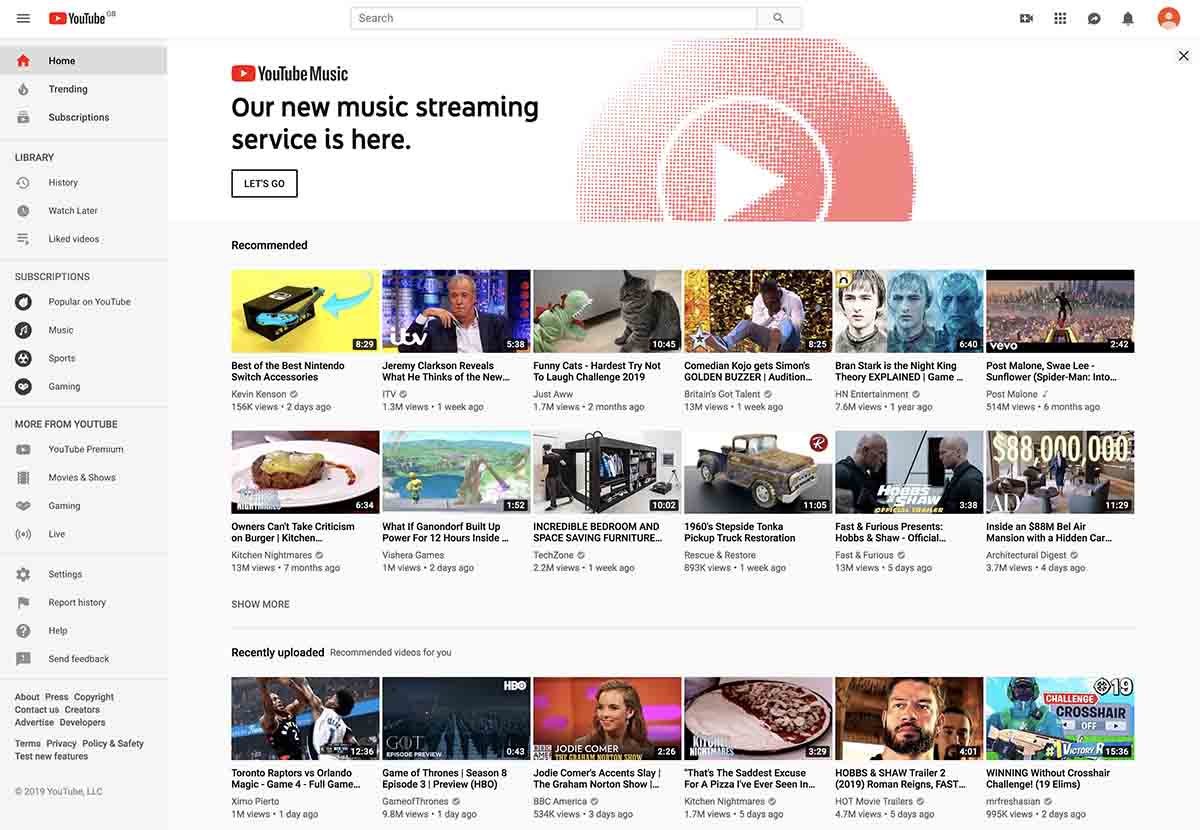 YouTube GB
Search
Home
Trending
Subscriptions
LIBRARY
History
Watch Later
Liked videos
SUBSCRIPTIONS
Popular on YouTube
Music
Sports
Gaming
MORE FROM YOUTUBE
YouTube Premium
Movies & Shows
Gaming
Live
Settings
Report history
Help
Send feedback
About Press Copyright
Contact us Creators
Advertise Developers
Terms Privacy Policy & Safety
Test new features
© 2019 YouTube, LLC
YouTube Music
Our new music streaming
service is here.
LET'S GO
Recommended
8:29
Best of the Best Nintendo
Switch Accessories
Kevin Kenson
156K views • 2 days ago
itv
5:38
Jeremy Clarkson Reveals
What He Thinks of the New...
ITV
1.3M views • 1 week ago
10:45
Funny Cats - Hardest Try Not
To Laugh Challenge 2019
Just Aww
1.7M views • 2 months ago
8:25
Comedian Kojo gets Simon's
GOLDEN BUZZER | Audition...
Britain's Got Talent
13M views • 1 week ago
6:40
Bran Stark is the Night King
Theory EXPLAINED | Game ...
HN Entertainment
7.6M views • 1 year ago
vevo
2:42
Post Malone, Swae Lee -
Sunflower (Spider-Man: Into...
Post Malone
514M views • 6 months ago
NIGHTMARES
6:34
Owners Can't Take Criticism
on Burger | Kitchen...
Kitchen Nightmares
13M views • 7 months ago
1:52
What If Ganondorf Built Up
Power For 12 Hours Inside ...
Vishera Games
1M views • 2 days ago
10:02
INCREDIBLE BEDROOM AND
SPACE SAVING FURNITURE...
TechZone
2.2M views • 1 week ago
R
11:05
1960's Stepside Tonka
Pickup Truck Restoration
Rescue & Restore
893K views • 1 week ago
HOBBS
& SHAW
OFFICIAL TRAILER
3:38
Fast & Furious Presents:
Hobbs & Shaw - Official...
Fast & Furious
13M views • 5 days ago
$88,000,000
AD
11:29
Inside an $88M Bel Air
Mansion with a Hidden Car...
Architectural Digest
3.7M views • 4 days ago
SHOW MORE
Recently uploaded Recommended videos for you
12:36
Toronto Raptors vs Orlando
Magic - Game 4 - Full Game...
Ximo Pierto
1M views • 1 day ago
HBO
GOT
EPISODE PREVIEW
0:43
Game of Thrones | Season 8
Episode 3 | Preview (HBO)
GameofThrones
9.8M views • 1 day ago
BBC
AMERICA
JODIE COMER
THE GRAHAM NORTON SHOW
2:26
Jodie Comer's Accents Slay |
The Graham Norton Show |...
BBC America
534K views • 3 days ago
KITCHEN
NIGHTMARES
3:29
"That's The Saddest Excuse
For A Pizza I've Ever Seen In...
Kitchen Nightmares
1.7M views • 5 days ago
4:01
HOBBS & SHAW Trailer 2
(2019) Roman Reigns, FAST...
HOT Movie Trailers
4.7M views • 5 days ago
19
CHALLENGE
CROSSHAIR
OFF
#1 VICTORY R
15:36
WINNING Without Crosshair
Challenge! (19 Elims)
mrfreshasian
995K views • 2 days ago